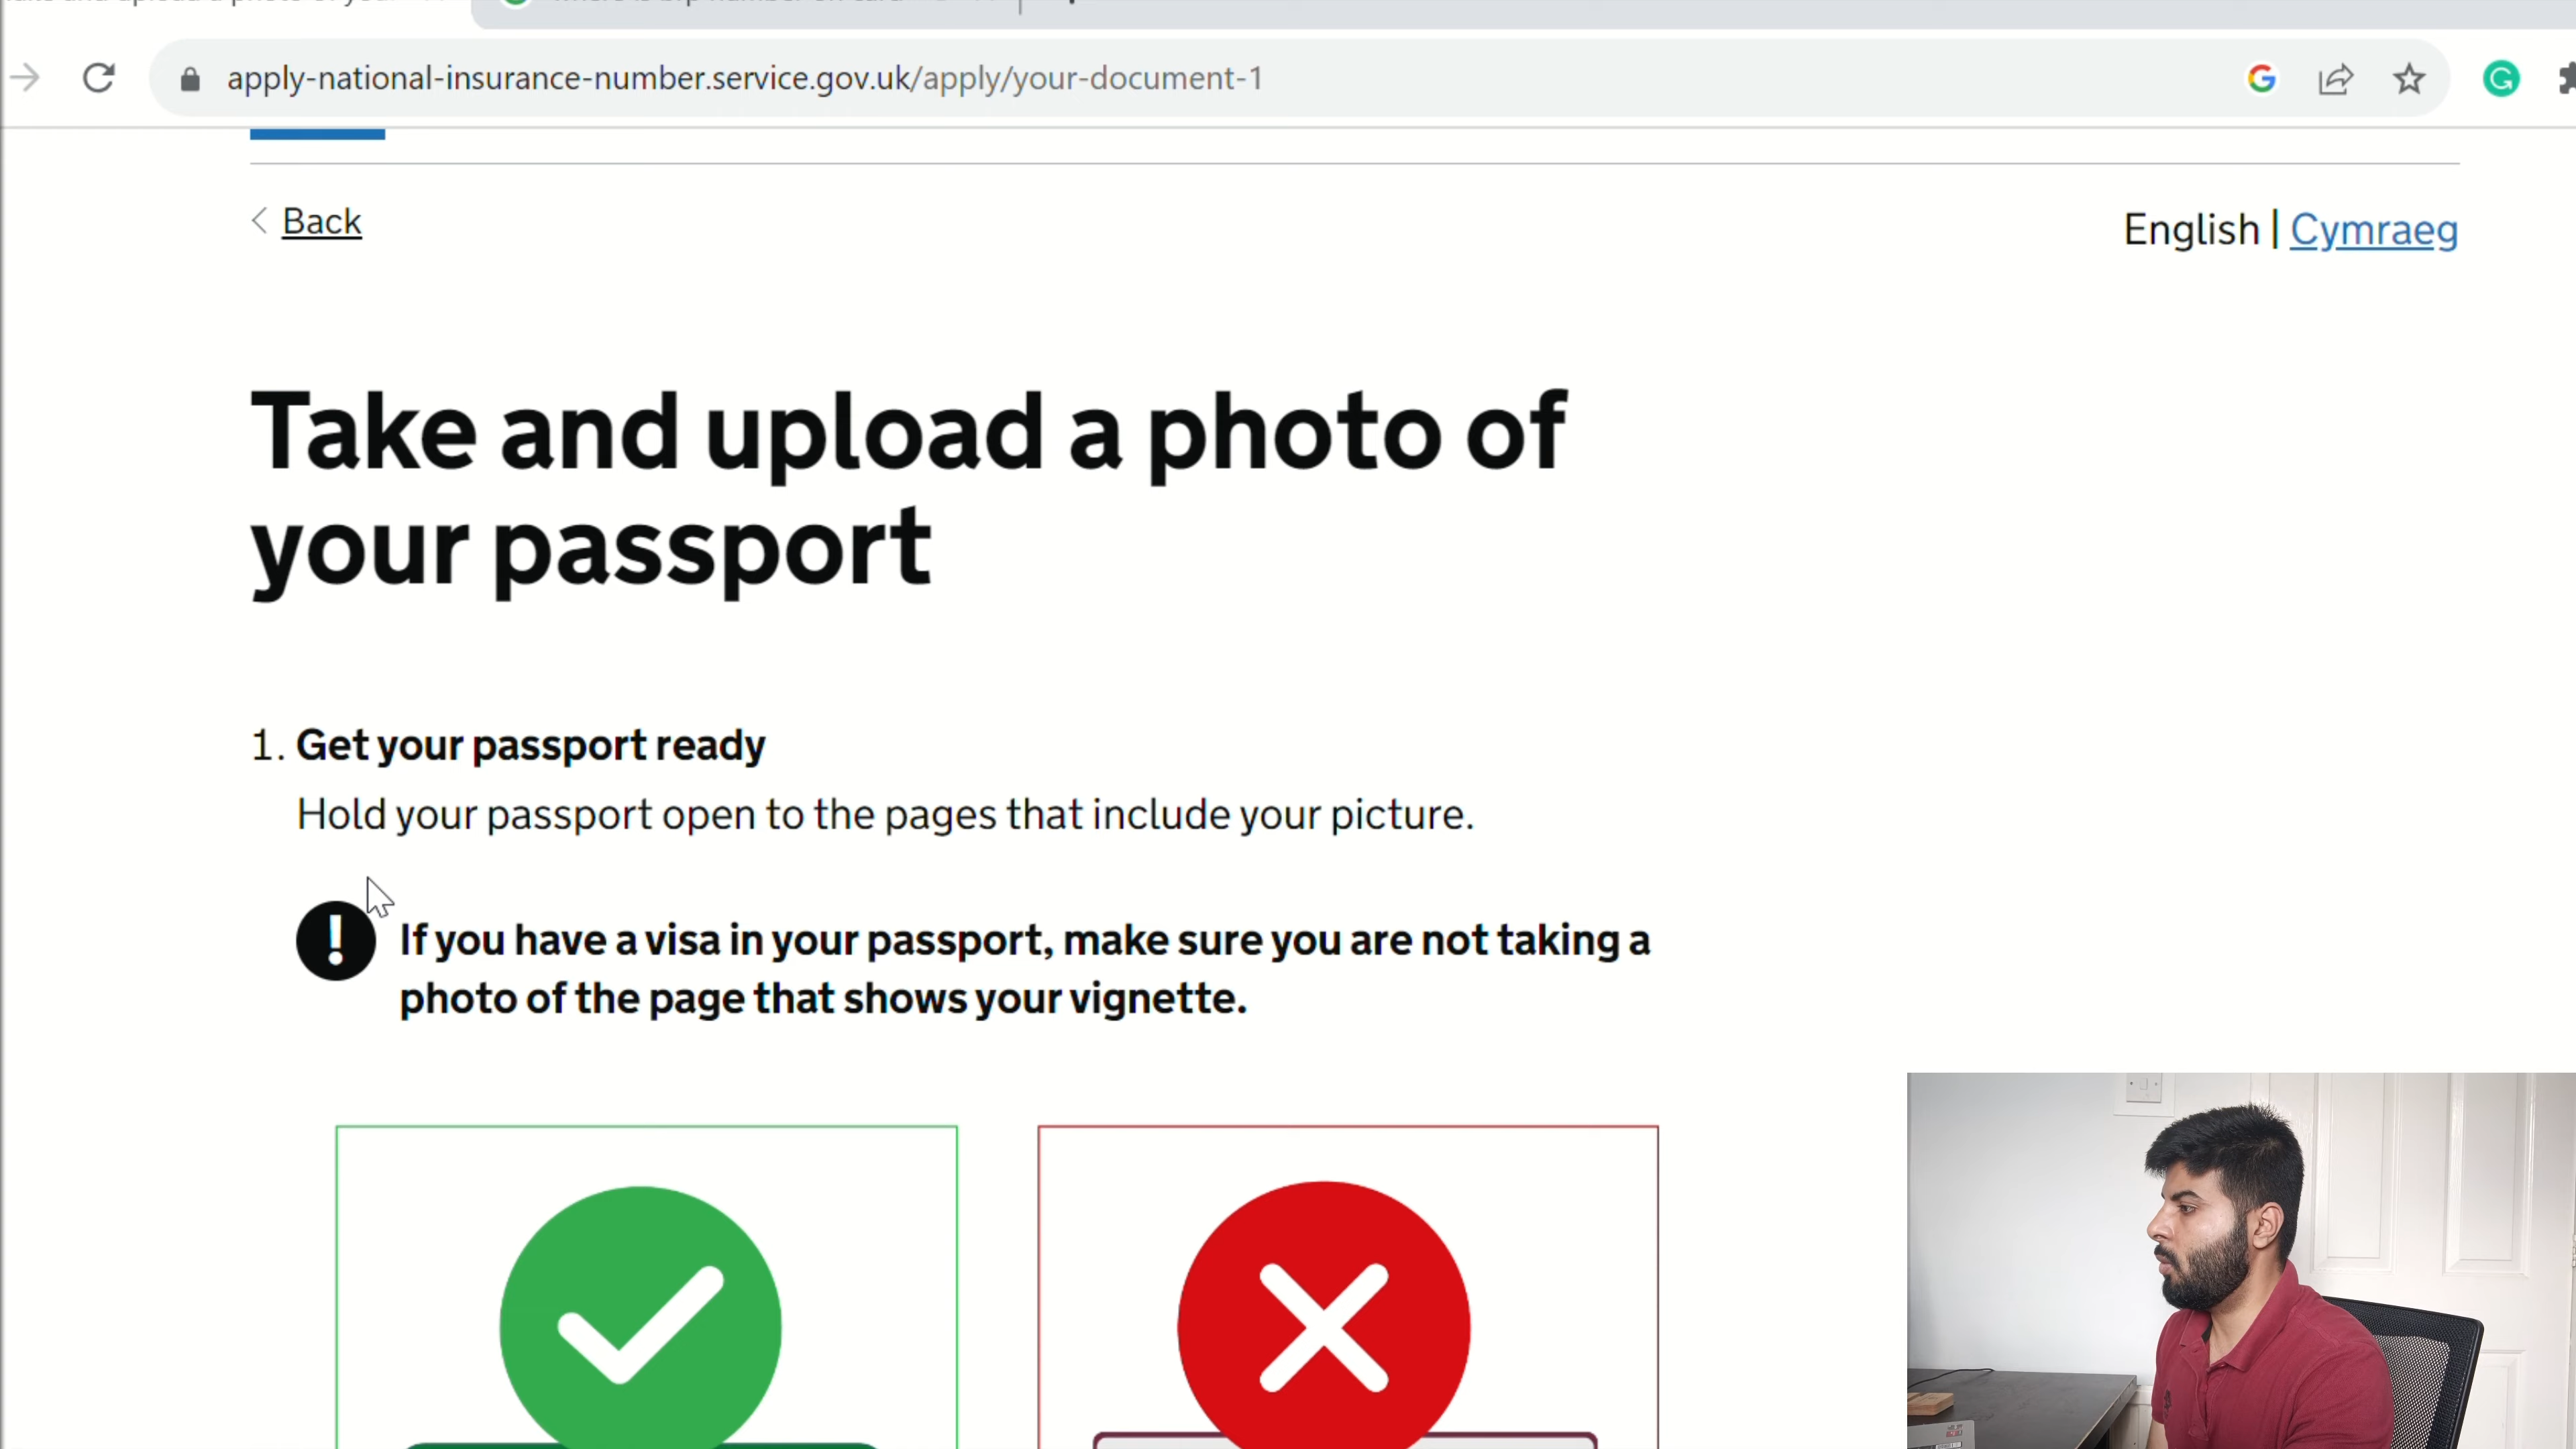 apply-national-insurance-number.service.gov.uk/apply/your-document-1
Back
English | Cymraeg
Take and upload a photo of
your passport
1. Get your passport ready
Hold your passport open to the pages that include your picture.
! If you have a visa in your passport, make sure you are not taking a
photo of the page that shows your vignette.